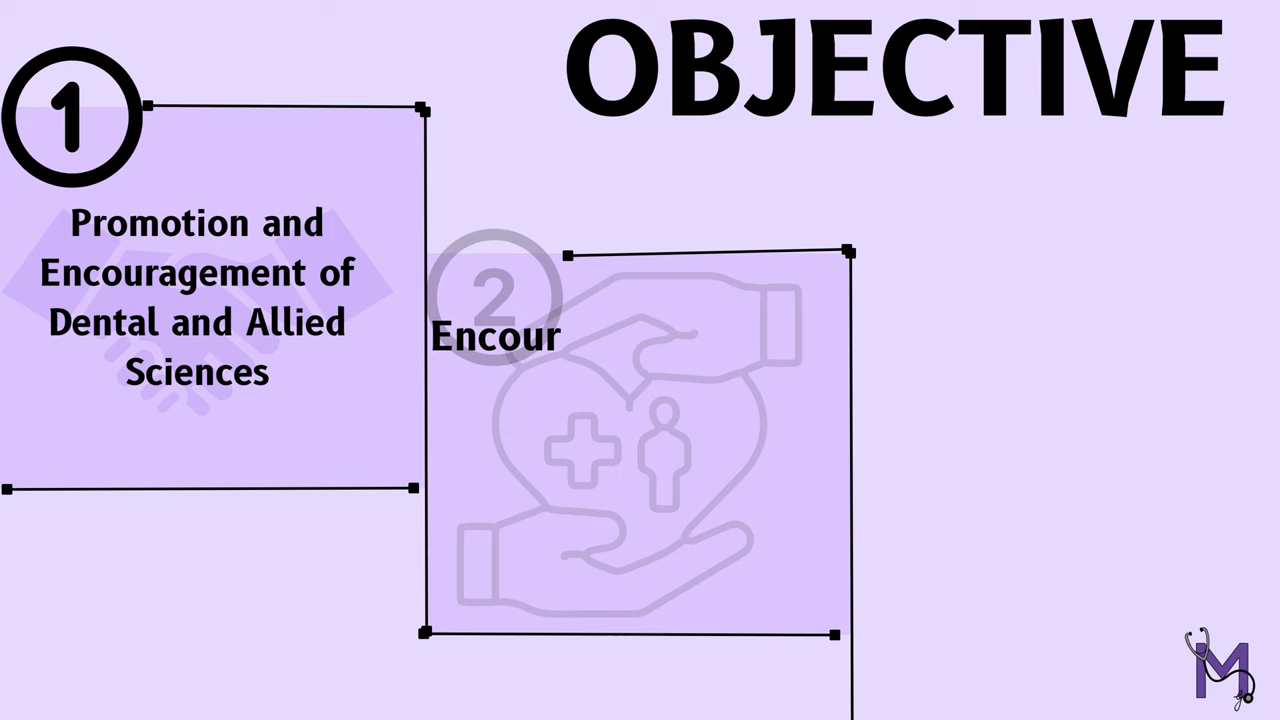 OBJECTIVE
1
Promotion and
Encouragement of
Dental and Allied
Sciences
2
Encour
M